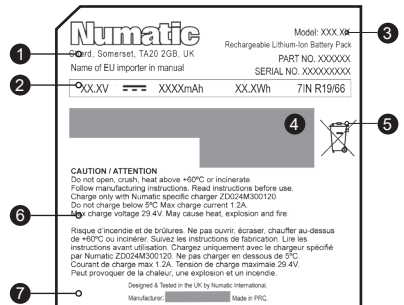 Numatic
Model: XXX.XX
3
1
Chard, Somerset, TA20 2GB, UK
Rechargeable Lithium-Ion Battery Pack
Name of EU importer in manual
PART NO. XXXXXX
SERIAL NO. XXXXXXXXX
2
XX.XV XXXXmAh XX.XWh 7IN R19/66
4
5
CAUTION / ATTENTION
Do not open, crush, heat above +60°C or incinerate.
Follow manufacturing instructions. Read instructions before use.
Charge only with Numatic specific charger ZD024M300120
Do not charge below 5°C Max charge current 1.2A.
6
Max charge voltage 29.4V. May cause heat, explosion and fire
Risque d'incendie et de brûlures. Ne pas ouvrir, écraser, chauffer au-dessus
de +60°C ou incinérer. Suivez les instructions de fabrication. Lire les
instructions avant utilisation. Chargez uniquement avec le chargeur spécifié
par Numatic ZD024M300120. Ne pas charger en dessous de 5°C.
Courant de charge max 1.2A. Tension de charge maximale 29.4V.
Peut provoquer de la chaleur, une explosion et un incendie.
7
Designed & Tested in the UK by Numatic International.
Manufacturer: Made in PRC.